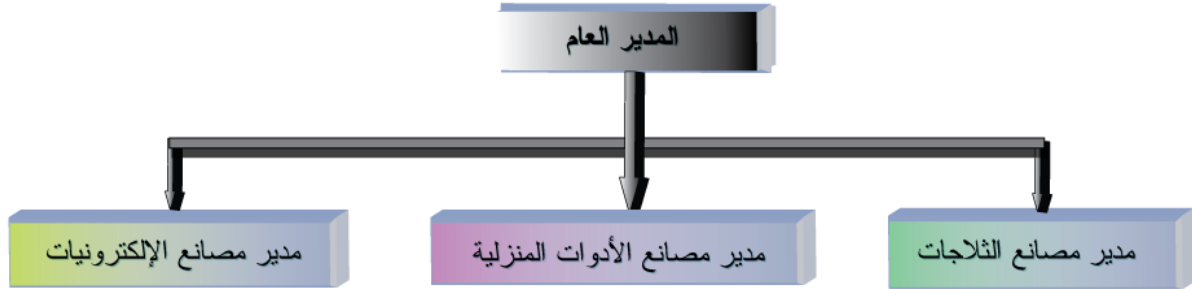 المدير العام
مدير مصانع الثلاجات
مدير مصانع الأدوات المنزلية
مدير مصانع الإلكترونيات